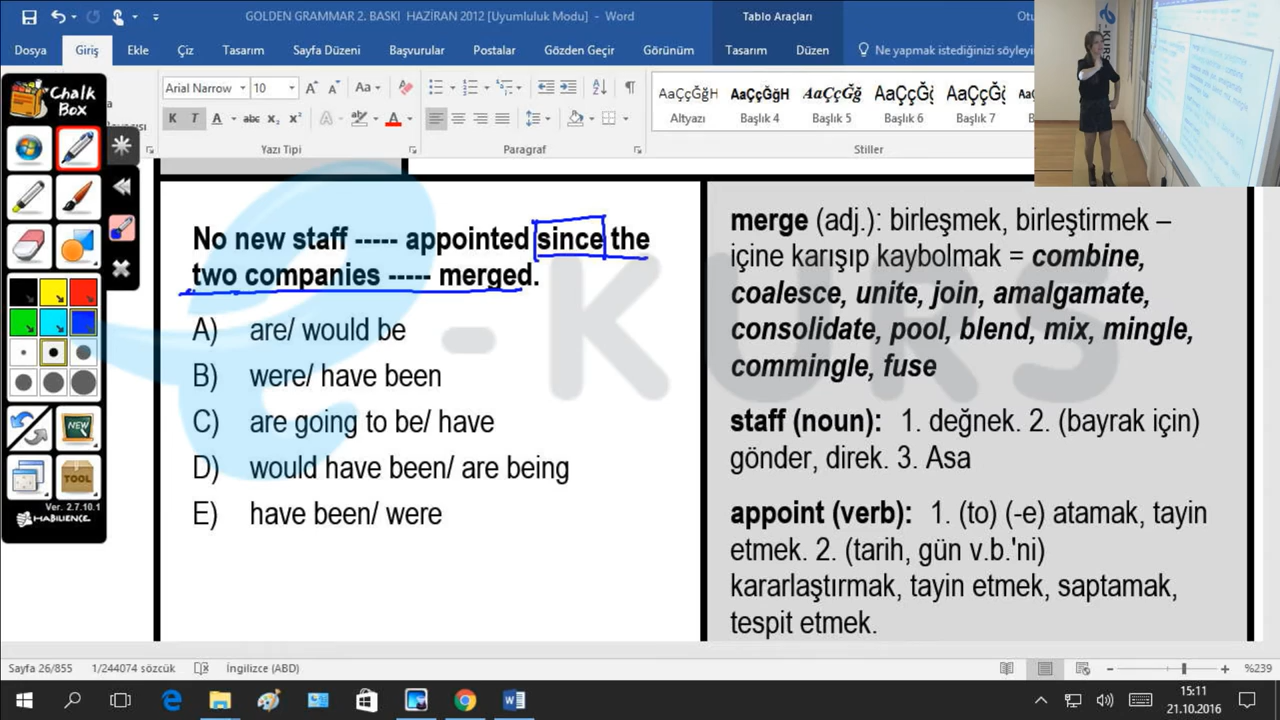 GOLDEN GRAMMAR 2. BASKI HAZİRAN 2012 [Uyumluluk Modu] - Word
Tablo Araçları
Dosya Giriş Ekle Çiz Tasarım Sayfa Düzeni Başvurular Postalar Gözden Geçir Görünüm Tasarım Düzen Ne yapmak istediğinizi söyleyin
Chalk
Box
Arial Narrow 10
AaÇçĞğH AaÇçĞğH AaÇçĞğ AaÇçĞğ AaÇçĞğ
Altyazı Başlık 4 Başlık 5 Başlık 6 Başlık 7
Yazı Tipi Paragraf Stiller
e-KURS
No new staff ----- appointed since the
two companies ----- merged.
A) are/ would be
B) were/ have been
C) are going to be/ have
D) would have been/ are being
E) have been/ were
merge (adj.): birleşmek, birleştirmek –
içine karışıp kaybolmak = combine,
coalesce, unite, join, amalgamate,
consolidate, pool, blend, mix, mingle,
commingle, fuse
staff (noun): 1. değnek. 2. (bayrak için)
gönder, direk. 3. Asa
appoint (verb): 1. (to) (-e) atamak, tayin
etmek. 2. (tarih, gün v.b.'ni)
kararlaştırmak, tayin etmek, saptamak,
tespit etmek.
NEW
TOOL
Ver. 2.7.10.1
MABILIENCE
Sayfa 26/855 1/244074 sözcük İngilizce (ABD) %239
15:11
21.10.2016